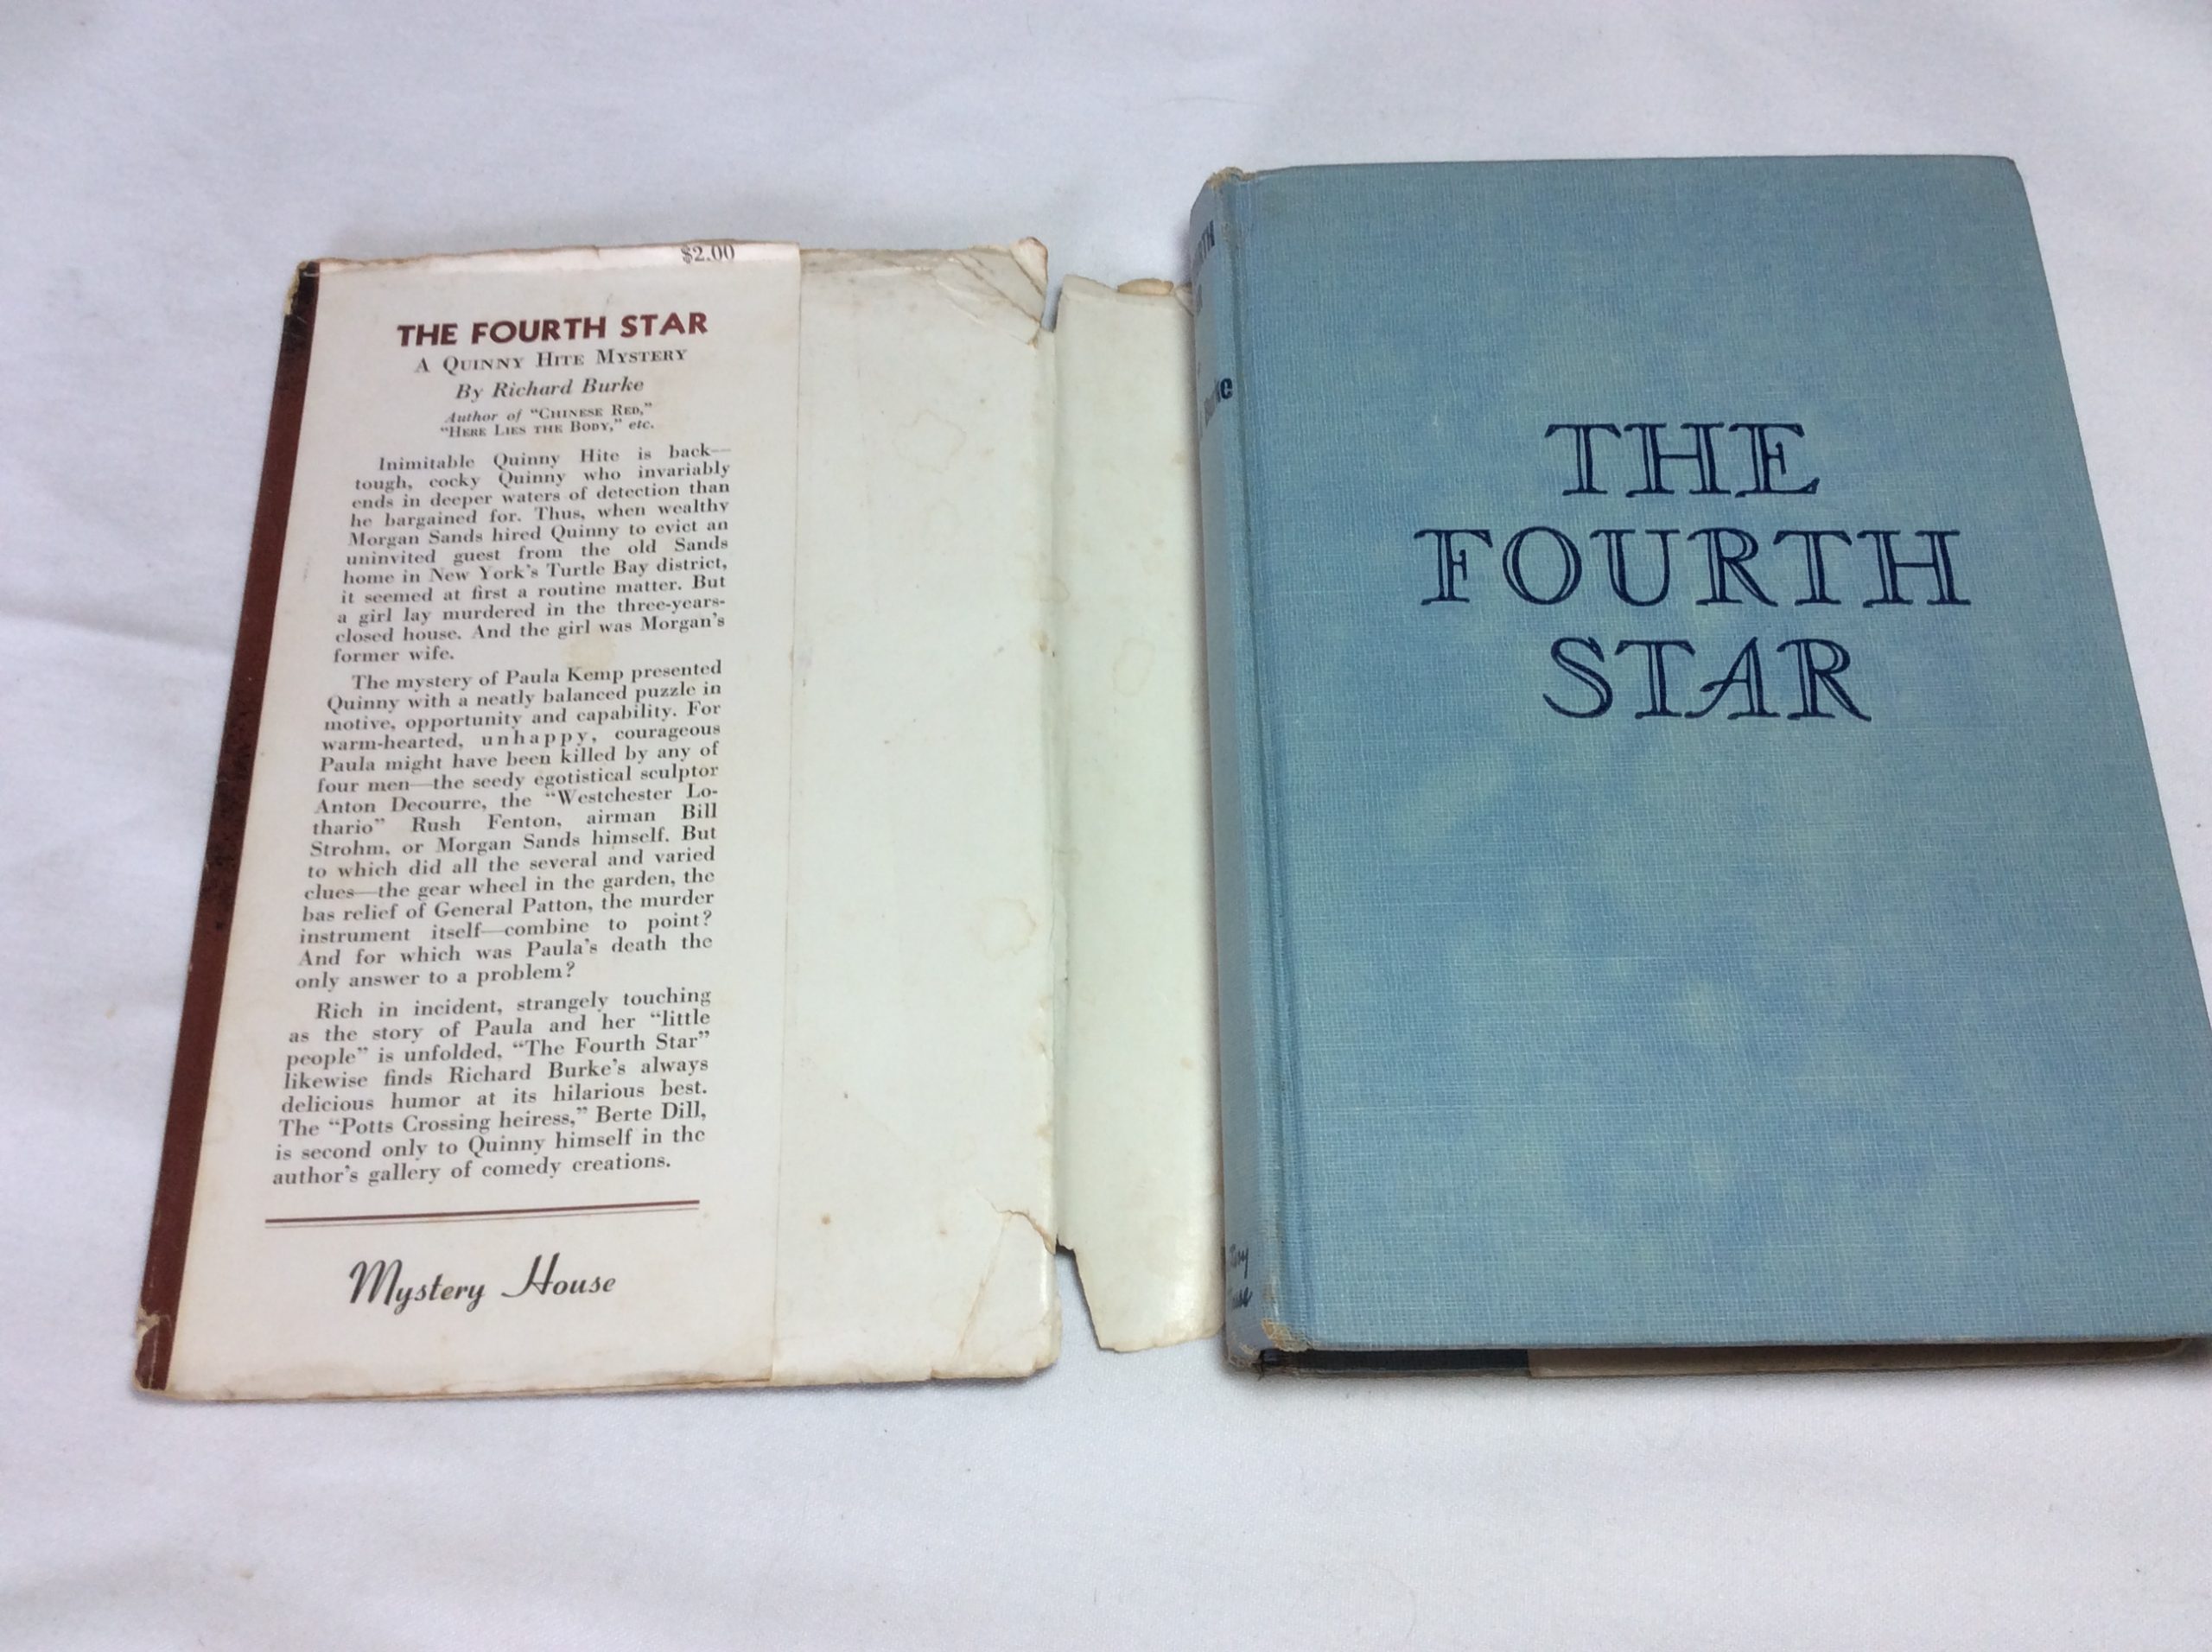 $2.00
THE FOURTH STAR
A QUINNY HITE MYSTERY
By Richard Burke
Author of "CHINESE RED,"
"HERE LIES THE BODY," etc.
Inimitable Quinny Hite is back—
tough, cocky Quinny who invariably
ends in deeper waters of detection than
he bargained for. Thus, when wealthy
Morgan Sands hired Quinny to evict an
uninvited guest from the old Sands
home in New York's Turtle Bay district,
it seemed at first a routine matter. But
a girl lay murdered in the three-years-
closed house. And the girl was Morgan's
former wife.
The mystery of Paula Kemp presented
Quinny with a neatly balanced puzzle in
motive, opportunity and capability. For
warm-hearted, unhappy, courageous
Paula might have been killed by any of
four men—the seedy egotistical sculptor
Anton Decourre, the "Westchester Lo-
thario" Rush Fenton, airman Bill
Strohm, or Morgan Sands himself. But
to which did all the several and varied
clues—the gear wheel in the garden, the
bas relief of General Patton, the murder
instrument itself—combine to point?
And for which was Paula's death the
only answer to a problem?
Rich in incident, strangely touching
as the story of Paula and her "little
people" is unfolded, "The Fourth Star"
likewise finds Richard Burke's always
delicious humor at its hilarious best.
The "Potts Crossing heiress," Berte Dill,
is second only to Quinny himself in the
author's gallery of comedy creations.
Mystery House
THE
FOURTH
STAR